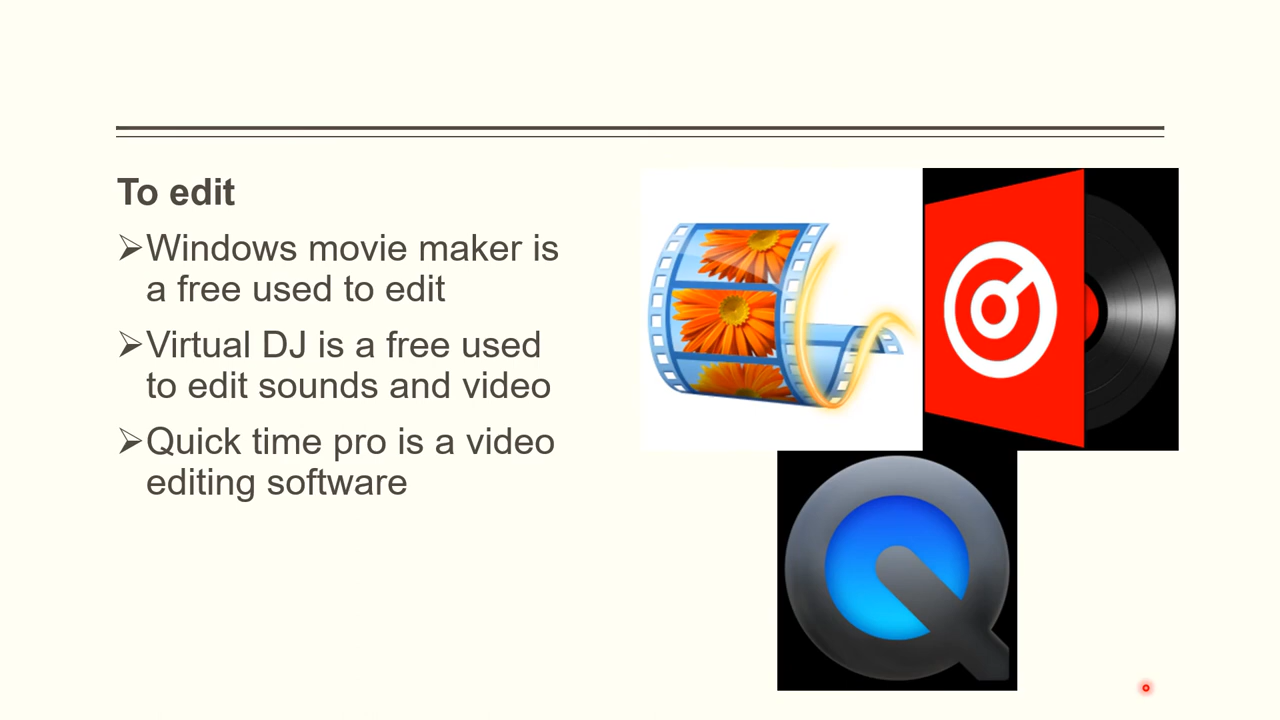 To edit
➢Windows movie maker is
a free used to edit
➢Virtual DJ is a free used
to edit sounds and video
➢Quick time pro is a video
editing software